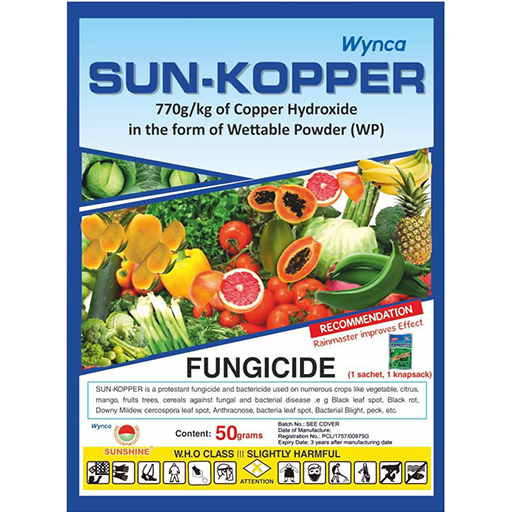 Wynca
SUN-KOPPER
770g/kg of Copper Hydroxide
in the form of Wettable Powder (WP)
RECOMMENDATION
Rainmaster improves Effect
(1 sachet, 1 knapsack)
FUNGICIDE
SUN-KOPPER is a protestant fungicide and bactericide used on numerous crops like vegetable, citrus,
mango, fruits trees, cereals against fungal and bacterial disease .e g Black leaf spot, Black rot,
Downy Mildew, cercospora leaf spot, Anthracnose, bacteria leaf spot, Bacterial Blight, peck, etc.
Wynca
SUNSHINE
Content: 50grams
Batch No.: SEE COVER
Date of Manufacture:
Registration No.: PCL/1757/00975G
Expiry Date: 3 years after manufacturing date
W.H.O CLASS III SLIGHTLY HARMFUL
ATTENTION